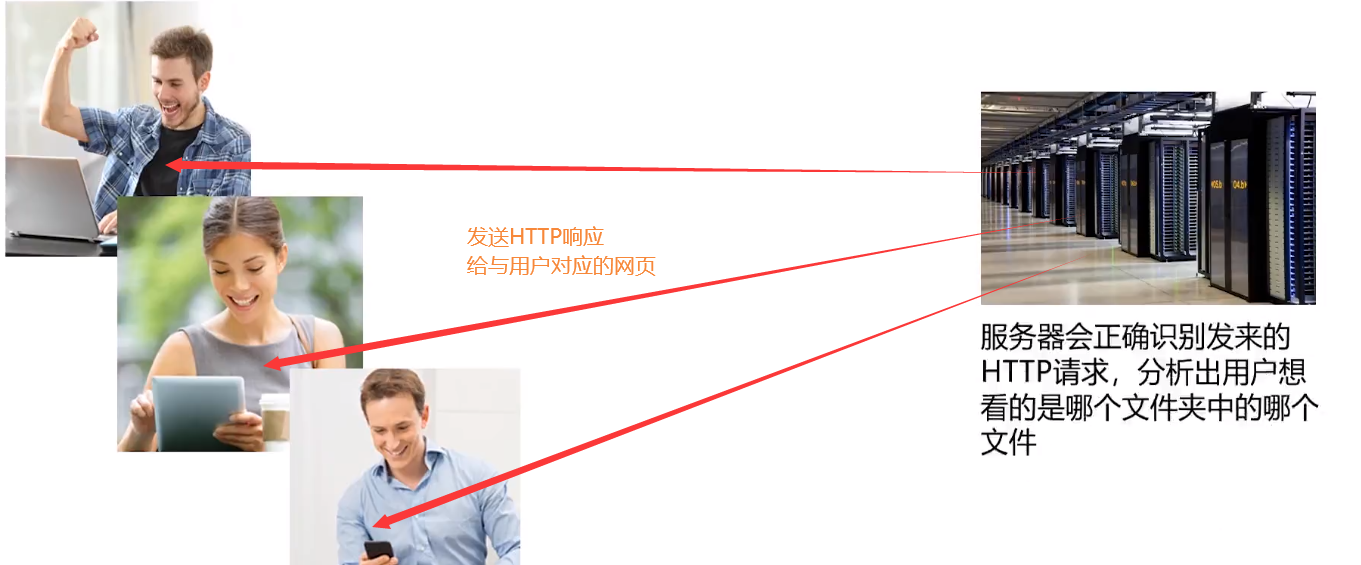 发送HTTP响应
给与用户对应的网页
服务器会正确识别发来的
HTTP请求，分析出用户想
看的是哪个文件夹中的哪个
文件